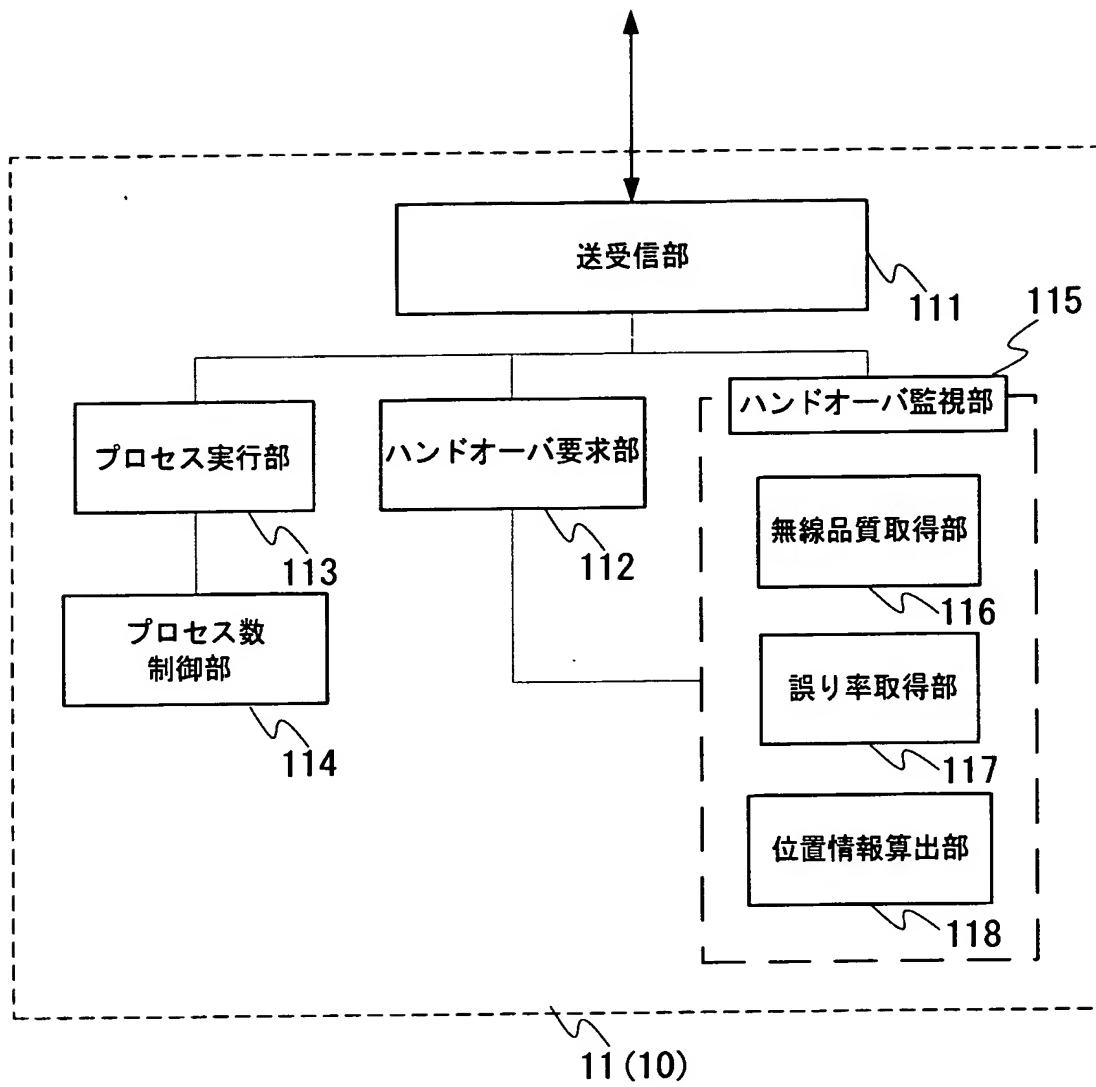 送受信部
111
115
ハンドオーバ監視部
プロセス実行部
ハンドオーバ要求部
無線品質取得部
113
112
116
プロセス数
制御部
誤り率取得部
114
117
位置情報算出部
118
11(10)